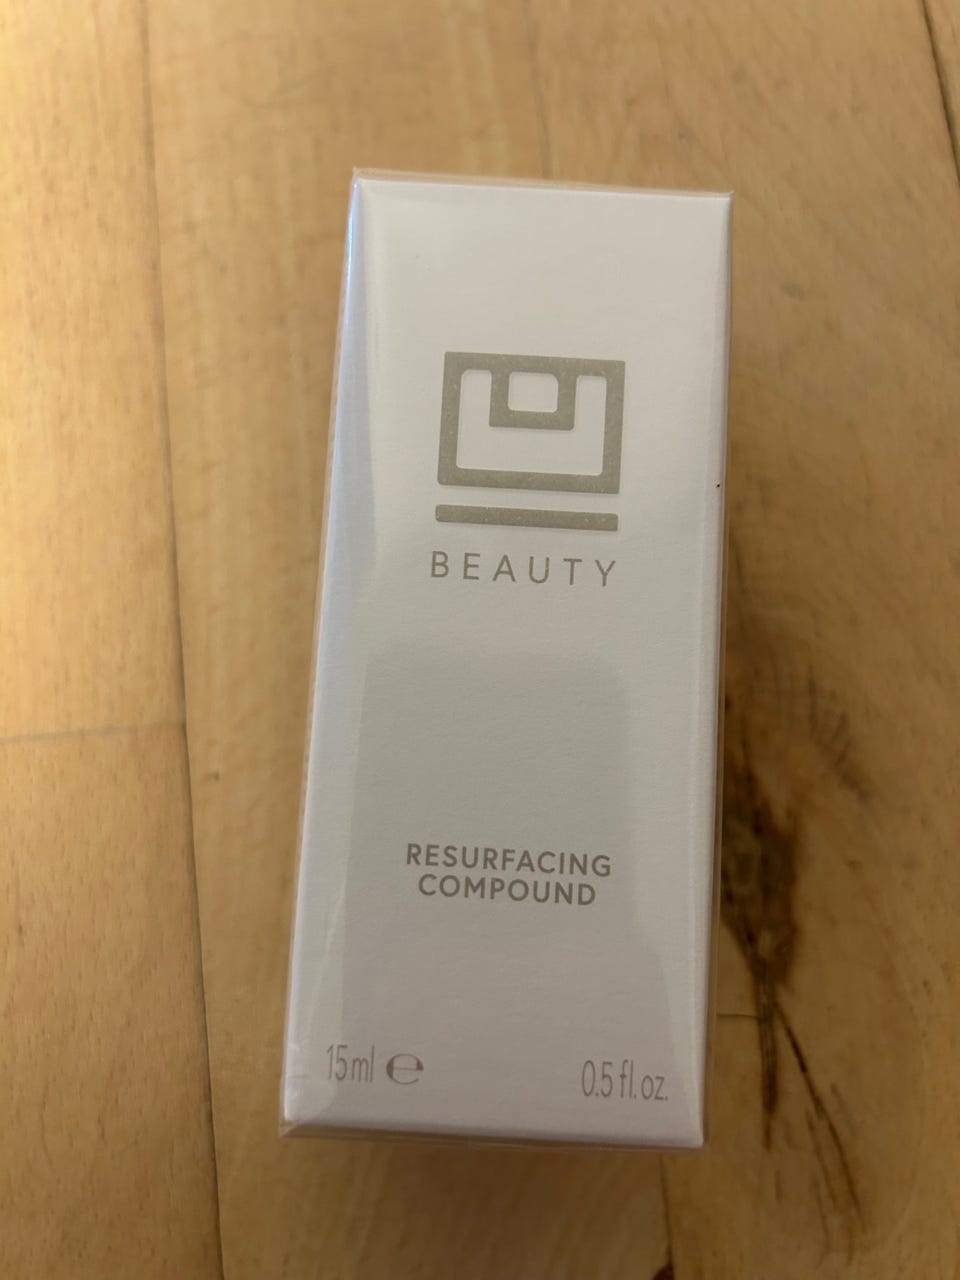 BEAUTY
RESURFACING
COMPOUND
15ml ℮
0.5 fl.oz.